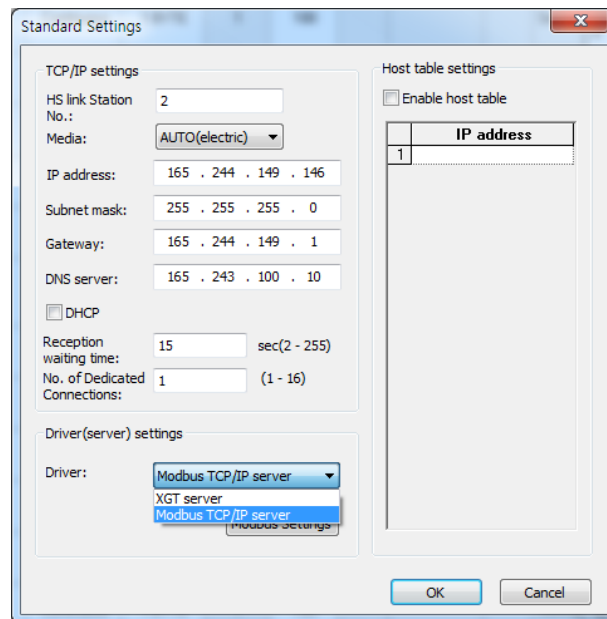 Standard Settings
TCP/IP settings
HS link Station
No.:
2
Media:
AUTO(electric)
IP address:
165 . 244 . 149 . 146
Subnet mask:
255 . 255 . 255 . 0
Gateway:
165 . 244 . 149 . 1
DNS server:
165 . 243 . 100 . 10
DHCP
Reception
waiting time:
15
sec(2 - 255)
No. of Dedicated
Connections:
1
(1 - 16)
Driver(server) settings
Driver:
Modbus TCP/IP server
XGT server
Modbus TCP/IP server
Modbus Settings
Host table settings
Enable host table
IP address
1
OK
Cancel